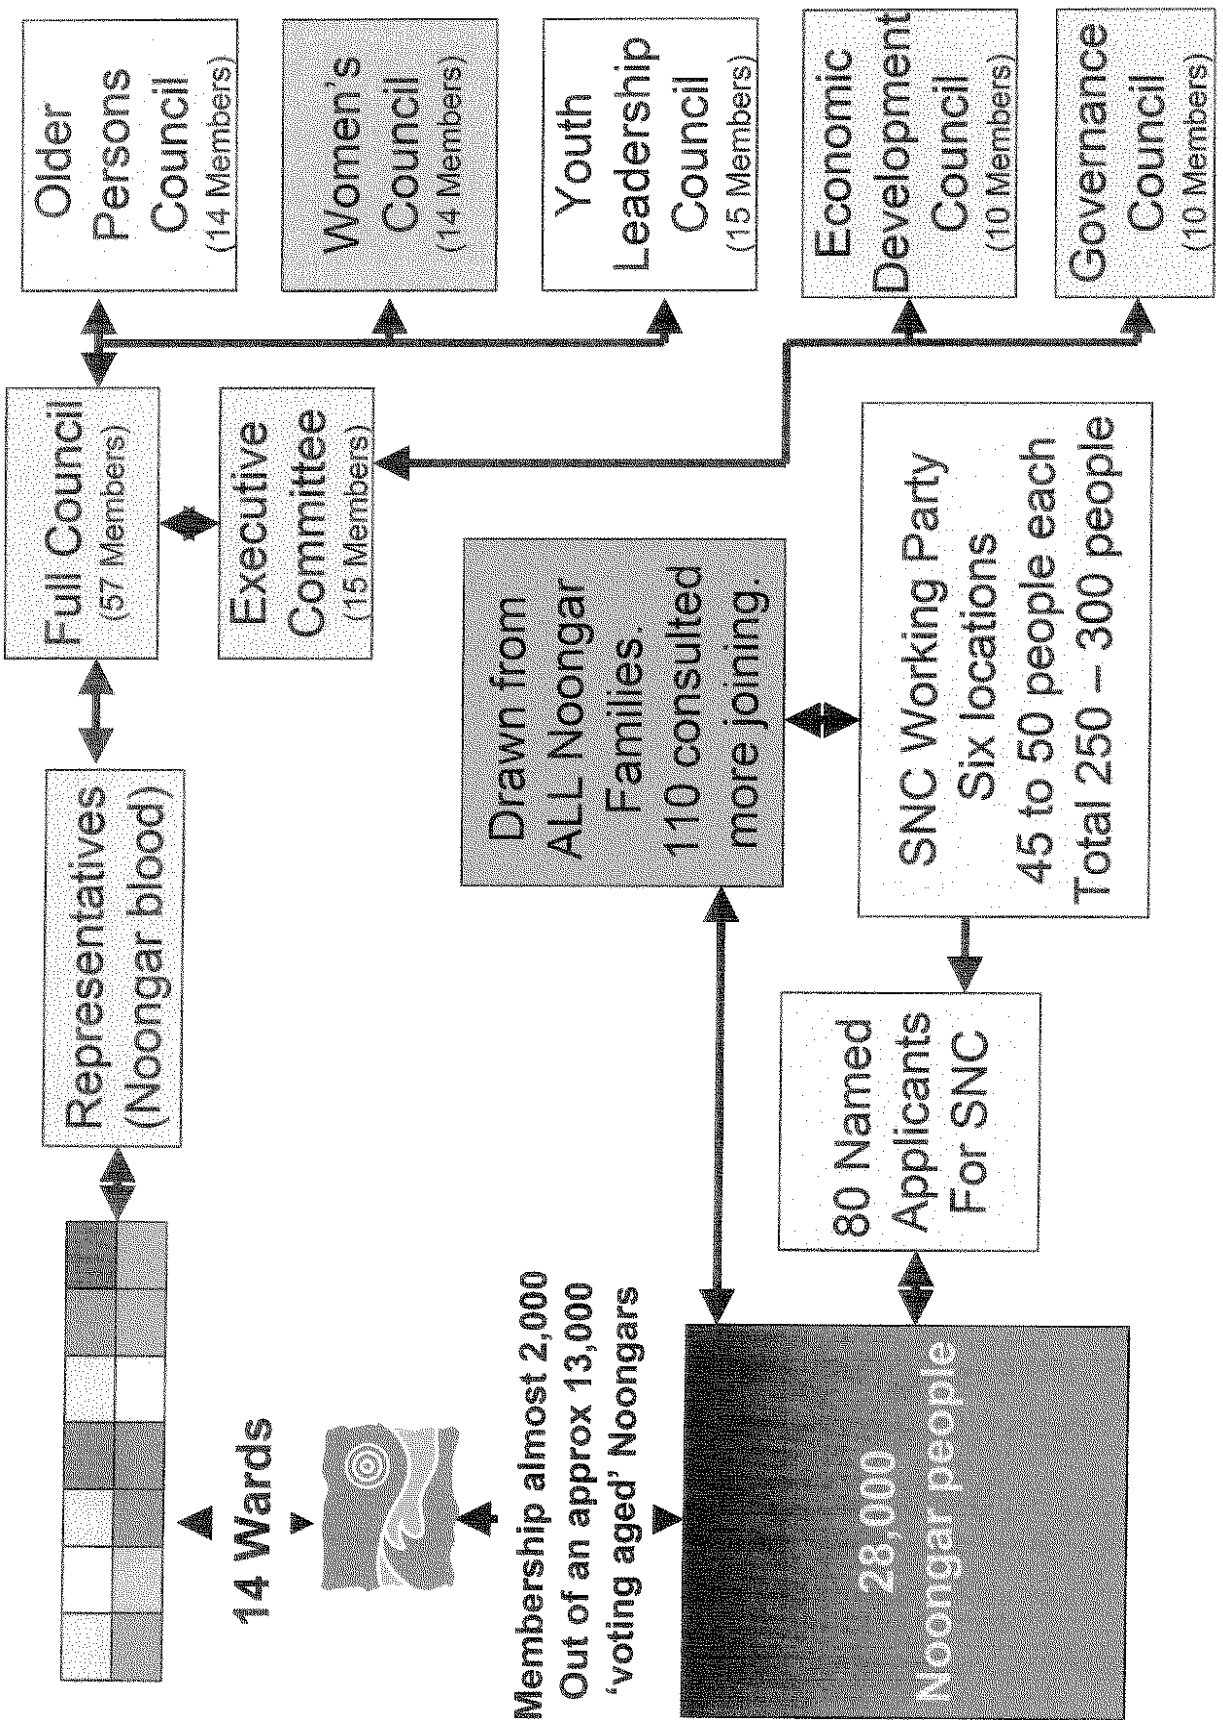 14 Wards
Membership almost 2,000
Out of an approx 13,000
‘voting aged’ Noongars
28,000
Noongar people
Representatives
(Noongar blood)
80 Named
Applicants
For SNC
Drawn from
ALL Noongar
Families.
110 consulted
more joining.
SNC Working Party
Six locations
45 to 50 people each
Total 250 – 300 people
Full Council
(57 Members)
Executive
Committee
(15 Members)
Older
Persons
Council
(14 Members)
Women's
Council
(14 Members)
Youth
Leadership
Council
(15 Members)
Economic
Development
Council
(10 Members)
Governance
Council
(10 Members)